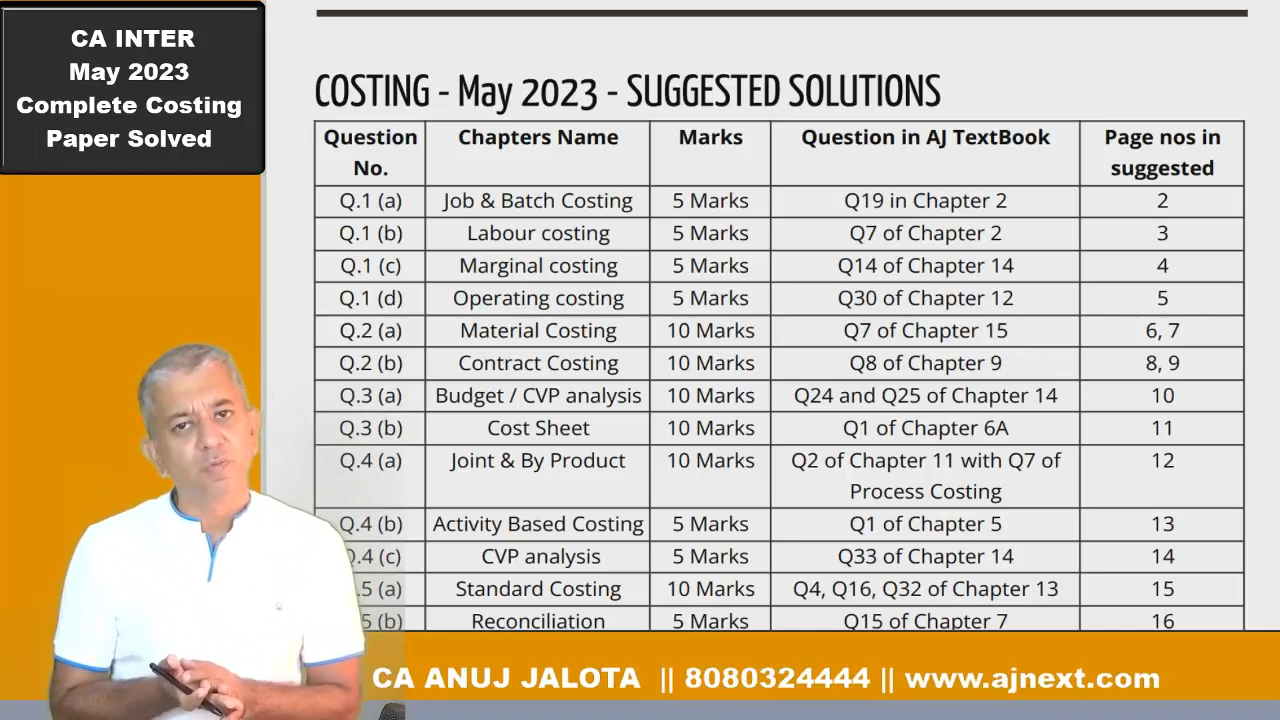 CA INTER
May 2023
Complete Costing
Paper Solved
COSTING - May 2023 - SUGGESTED SOLUTIONS
Question No. Chapters Name Marks Question in AJ TextBook Page nos in suggested
Q.1 (a) Job & Batch Costing 5 Marks Q19 in Chapter 2 2
Q.1 (b) Labour costing 5 Marks Q7 of Chapter 2 3
Q.1 (c) Marginal costing 5 Marks Q14 of Chapter 14 4
Q.1 (d) Operating costing 5 Marks Q30 of Chapter 12 5
Q.2 (a) Material Costing 10 Marks Q7 of Chapter 15 6, 7
Q.2 (b) Contract Costing 10 Marks Q8 of Chapter 9 8, 9
Q.3 (a) Budget / CVP analysis 10 Marks Q24 and Q25 of Chapter 14 10
Q.3 (b) Cost Sheet 10 Marks Q1 of Chapter 6A 11
Q.4 (a) Joint & By Product 10 Marks Q2 of Chapter 11 with Q7 of Process Costing 12
Q.4 (b) Activity Based Costing 5 Marks Q1 of Chapter 5 13
.4 (c) CVP analysis 5 Marks Q33 of Chapter 14 14
.5 (a) Standard Costing 10 Marks Q4, Q16, Q32 of Chapter 13 15
5 (b) Reconciliation 5 Marks Q15 of Chapter 7 16
CA ANUJ JALOTA || 8080324444 || www.ajnext.com